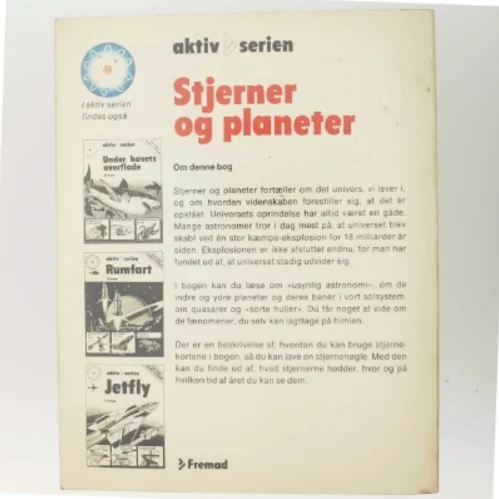 aktiv serien
Stjerner
og planeter
I aktiv serien
findes også
aktiv serien
Under havets
overflade
aktiv serien
Rumfart
aktiv serien
Jetfly
Om denne bog
Stjerner og planeter fortæller om det univers, vi lever i,
og om hvordan videnskaben forestiller sig, at det er
opstået. Universets oprindelse har altid været en gåde.
Mange astronomer tror i dag mest på, at universet blev
skabt ved én stor kæmpe-eksplosion for 18 milliarder år
siden. Eksplosionen er ikke afsluttet endnu, for man har
fundet ud af, at universet stadig udvider sig.
I bogen kan du læse om »usynlig astronomi«, om de
indre og ydre planeter og deres baner i vort solsystem,
om quasarer og »sorte huller«. Du får noget at vide om
de fænomener, du selv kan iagttage på himlen.
Der er en beskrivelse af, hvordan du kan bruge stjerne-
kortene i bogen, så du kan lave en stjernenøgle. Med den
kan du finde ud af, hvad stjernerne hedder, hvor og på
hvilken tid af året du kan se dem.
Fremad